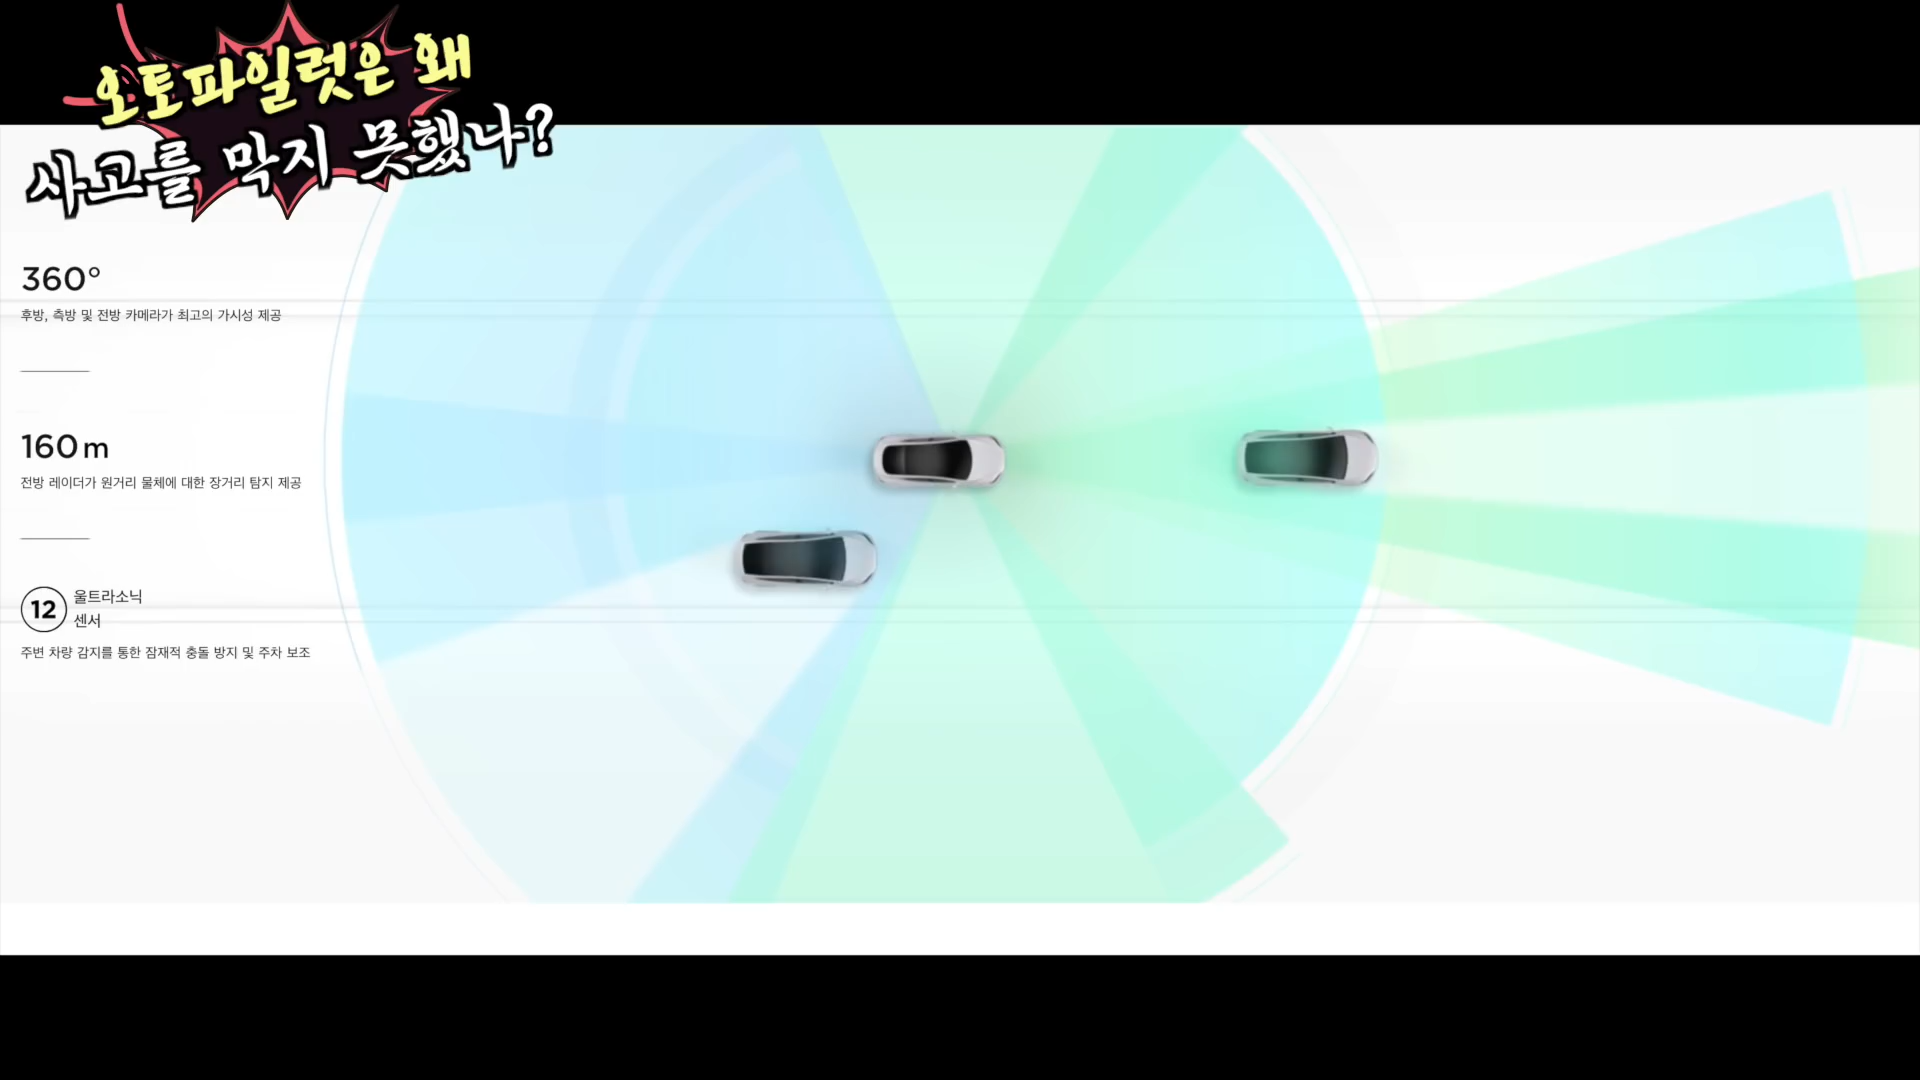 오토파일럿은 왜
사고를 막지 못했나?
360°
후방, 측방 및 전방 카메라가 최고의 가시성 제공
160 m
전방 레이더가 원거리 물체에 대한 장거리 탐지 제공
12 울트라소닉
센서
주변 차량 감지를 통한 잠재적 충돌 방지 및 주차 보조